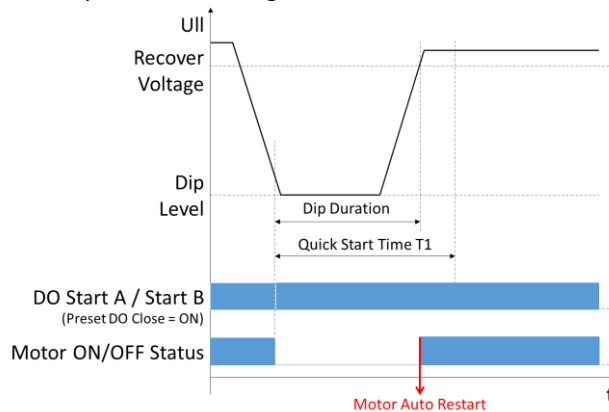 Ull
Recover
Voltage
Dip
Level
Dip Duration
Quick Start Time T1
DO Start A / Start B
(Preset DO Close = ON)
Motor ON/OFF Status
t
Motor Auto Restart